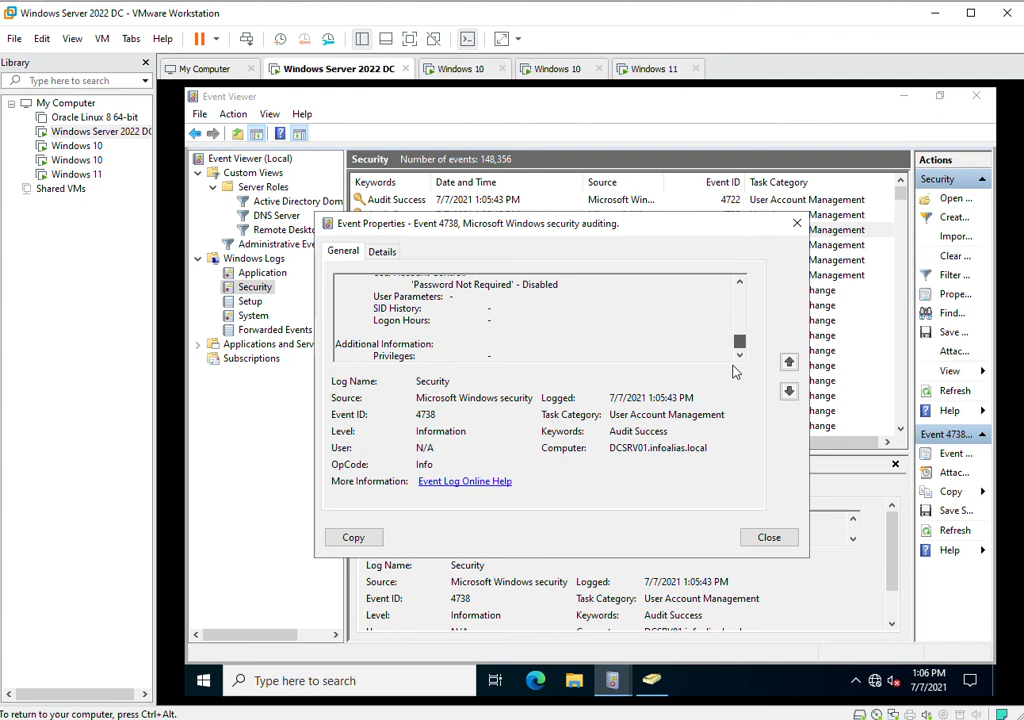 Windows Server 2022 DC - VMware Workstation
File Edit View VM Tabs Help
Library
Type here to search
My Computer
Oracle Linux 8 64-bit
Windows Server 2022 DC
Windows 10
Windows 10
Windows 11
Shared VMs
My Computer Windows Server 2022 DC Windows 10 Windows 10 Windows 11
Event Viewer
File Action View Help
Event Viewer (Local)
Custom Views
Server Roles
Active Directory Dom
DNS Server
Remote Deskto
Administrative Eve
Windows Logs
Application
Security
Setup
System
Forwarded Events
Applications and Serv
Subscriptions
Security Number of events: 148,356
Keywords Date and Time Source Event ID Task Category
Audit Success 7/7/2021 1:05:43 PM Microsoft Win... 4722 User Account Management
Management
Management
Management
Management
Management
hange
hange
hange
hange
hange
hange
hange
hange
hange
hange
Event Properties - Event 4738, Microsoft Windows security auditing.
General Details
'Password Not Required' - Disabled
User Parameters: -
SID History: -
Logon Hours: -
Additional Information:
Privileges: -
Log Name: Security
Source: Microsoft Windows security Logged: 7/7/2021 1:05:43 PM
Event ID: 4738 Task Category: User Account Management
Level: Information Keywords: Audit Success
User: N/A Computer: DCSRV01.infoalias.local
OpCode: Info
More Information: Event Log Online Help
Copy Close
Log Name: Security
Source: Microsoft Windows security Logged: 7/7/2021 1:05:43 PM
Event ID: 4738 Task Category: User Account Management
Level: Information Keywords: Audit Success
Actions
Security
Open ...
Creat...
Impor...
Clear ...
Filter ...
Prope...
Find...
Save ...
Attac...
View
Refresh
Help
Event 4738...
Event ...
Attac...
Copy
Save S...
Refresh
Help
Type here to search
1:06 PM
7/7/2021
To return to your computer, press Ctrl+Alt.